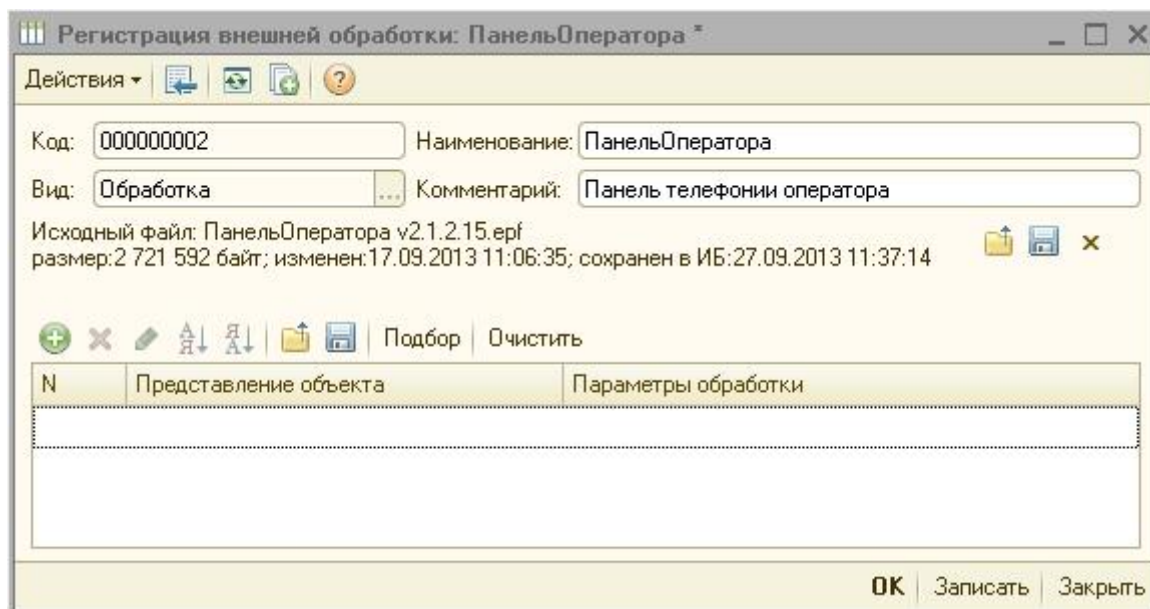 Регистрация внешней обработки: ПанельОператора *
Действия
Код: 000000002 Наименование: ПанельОператора
Вид: Обработка ... Комментарий: Панель телефонии оператора
Исходный файл: ПанельОператора v2.1.2.15.epf
размер:2 721 592 байт; изменен:17.09.2013 11:06:35; сохранен в ИБ:27.09.2013 11:37:14
Подбор Очистить
N Представление объекта Параметры обработки
OK Записать Закрыть